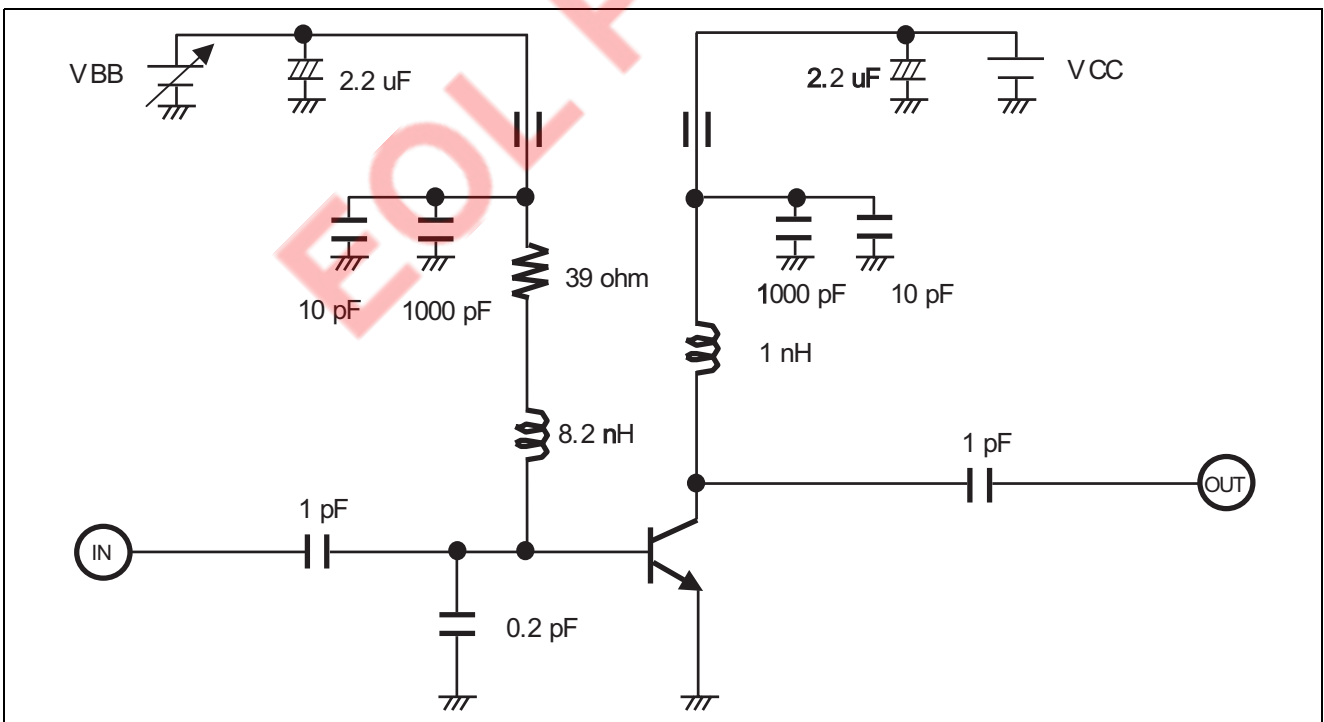 VBB
2.2 uF
2.2 uF
VCC
10 pF
1000 pF
39 ohm
1000 pF
10 pF
1 nH
8.2 nH
1 pF
1 pF
OUT
IN
0.2 pF
EOL P